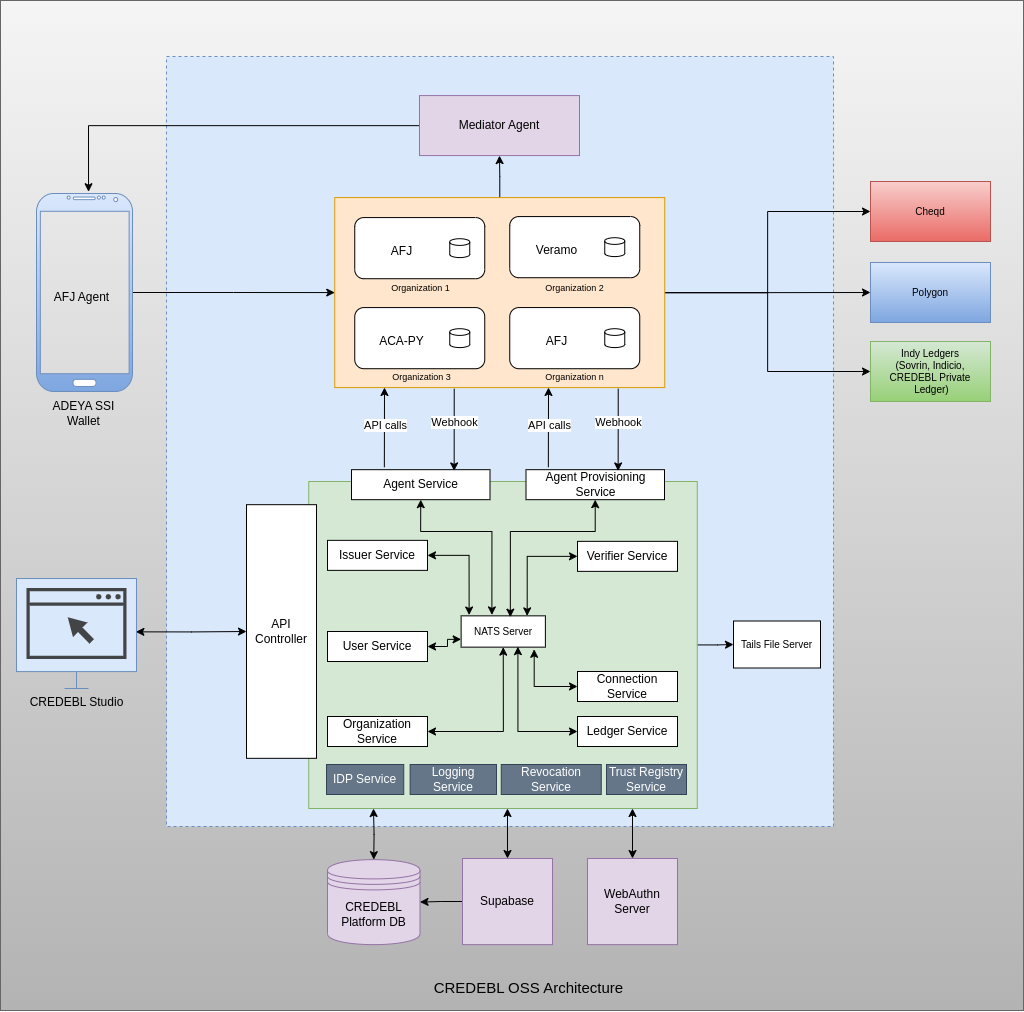 Mediator Agent
Cheqd
AFJ
Veramo
Organization 1
Organization 2
Polygon
AFJ Agent
ACA-PY
AFJ
Organization 3
Organization n
Indy Ledgers
(Sovrin, Indicio,
CREDEBL Private
Ledger)
ADEYA SSI
Wallet
API calls
Webhook
API calls
Webhook
Agent Service
Agent Provisioning
Service
Issuer Service
Verifier Service
API
Controller
NATS Server
User Service
Tails File Server
Connection
Service
CREDEBL Studio
Organization
Service
Ledger Service
IDP Service
Logging
Service
Revocation
Service
Trust Registry
Service
CREDEBL
Platform DB
Supabase
WebAuthn
Server
CREDEBL OSS Architecture